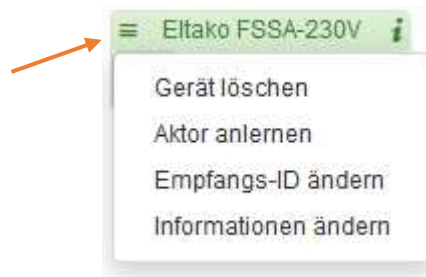 ≡ Eltako FSSA-230V i
Gerät löschen
Aktor anlernen
Empfangs-ID ändern
Informationen ändern